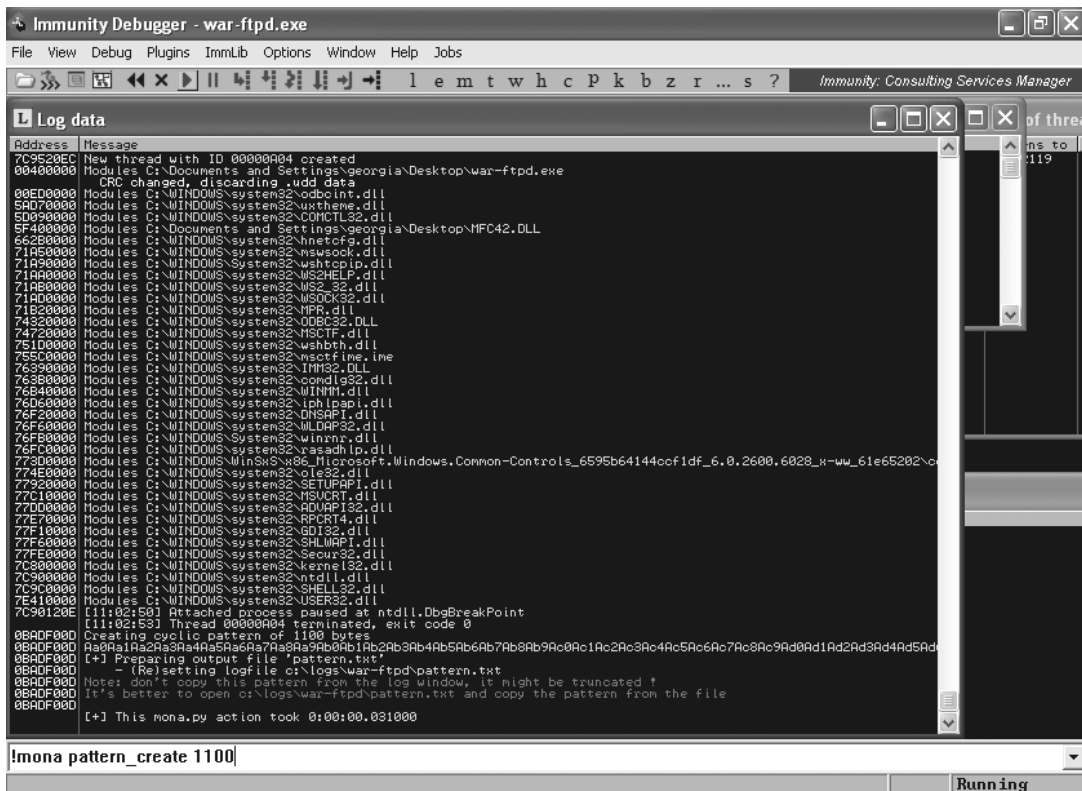 Immunity Debugger - war-ftpd.exe
File View Debug Plugins ImmLib Options Window Help Jobs
l e m t w h c P k b z r ... s ? Immunity: Consulting Services Manager
Log data
of thre
Address Message
ns to
7C9520EC New thread with ID 00000A04 created
2119
00400000 Modules C:\Documents and Settings\georgia\Desktop\war-ftpd.exe
CRC changed, discarding .udd data
00ED0000 Modules C:\WINDOWS\system32\odbcint.dll
5AD70000 Modules C:\WINDOWS\system32\uxtheme.dll
5D090000 Modules C:\WINDOWS\system32\COMCTL32.dll
5F400000 Modules C:\Documents and Settings\georgia\Desktop\MFC42.DLL
662B0000 Modules C:\WINDOWS\system32\hnetcfg.dll
71A50000 Modules C:\WINDOWS\system32\mswsock.dll
71A90000 Modules C:\WINDOWS\System32\wshtcpip.dll
71AA0000 Modules C:\WINDOWS\system32\WS2HELP.dll
71AB0000 Modules C:\WINDOWS\system32\WS2_32.dll
71AD0000 Modules C:\WINDOWS\system32\WSOCK32.dll
71B20000 Modules C:\WINDOWS\system32\MPR.dll
74320000 Modules C:\WINDOWS\system32\ODBC32.DLL
74720000 Modules C:\WINDOWS\system32\MSCTF.dll
751D0000 Modules C:\WINDOWS\system32\wshbth.dll
755C0000 Modules C:\WINDOWS\system32\msctfime.ime
76390000 Modules C:\WINDOWS\system32\IMM32.DLL
763B0000 Modules C:\WINDOWS\system32\comdlg32.dll
76B40000 Modules C:\WINDOWS\system32\WINMM.dll
76D60000 Modules C:\WINDOWS\system32\iphlpapi.dll
76F20000 Modules C:\WINDOWS\system32\DNSAPI.dll
76F60000 Modules C:\WINDOWS\system32\WLDAP32.dll
76FB0000 Modules C:\WINDOWS\System32\winrnr.dll
76FC0000 Modules C:\WINDOWS\system32\rasadhlp.dll
773D0000 Modules C:\WINDOWS\WinSxS\x86_Microsoft.Windows.Common-Controls_6595b64144ccf1df_6.0.2600.6028_x-ww_61e65202\c
774E0000 Modules C:\WINDOWS\system32\ole32.dll
77920000 Modules C:\WINDOWS\system32\SETUPAPI.dll
77C10000 Modules C:\WINDOWS\system32\MSVCRT.dll
77DD0000 Modules C:\WINDOWS\system32\ADVAPI32.dll
77E70000 Modules C:\WINDOWS\system32\RPCRT4.dll
77F10000 Modules C:\WINDOWS\system32\GDI32.dll
77F60000 Modules C:\WINDOWS\system32\SHLWAPI.dll
77FE0000 Modules C:\WINDOWS\system32\Secur32.dll
7C800000 Modules C:\WINDOWS\system32\kernel32.dll
7C900000 Modules C:\WINDOWS\system32\ntdll.dll
7C9C0000 Modules C:\WINDOWS\system32\SHELL32.dll
7E410000 Modules C:\WINDOWS\system32\USER32.dll
7C90120E [11:02:50] Attached process paused at ntdll.DbgBreakPoint
[11:02:53] Thread 00000A04 terminated, exit code 0
0BADF00D Creating cyclic pattern of 1100 bytes
0BADF00D Aa0Aa1Aa2Aa3Aa4Aa5Aa6Aa7Aa8Aa9Ab0Ab1Ab2Ab3Ab4Ab5Ab6Ab7Ab8Ab9Ac0Ac1Ac2Ac3Ac4Ac5Ac6Ac7Ac8Ac9Ad0Ad1Ad2Ad3Ad4Ad5Ad
0BADF00D [+] Preparing output file 'pattern.txt'
0BADF00D - (Re)setting logfile c:\logs\war-ftpd\pattern.txt
0BADF00D Note: don't copy this pattern from the log window, it might be truncated !
0BADF00D It's better to open c:\logs\war-ftpd\pattern.txt and copy the pattern from the file
0BADF00D
[+] This mona.py action took 0:00:00.031000
!mona pattern_create 1100
Running